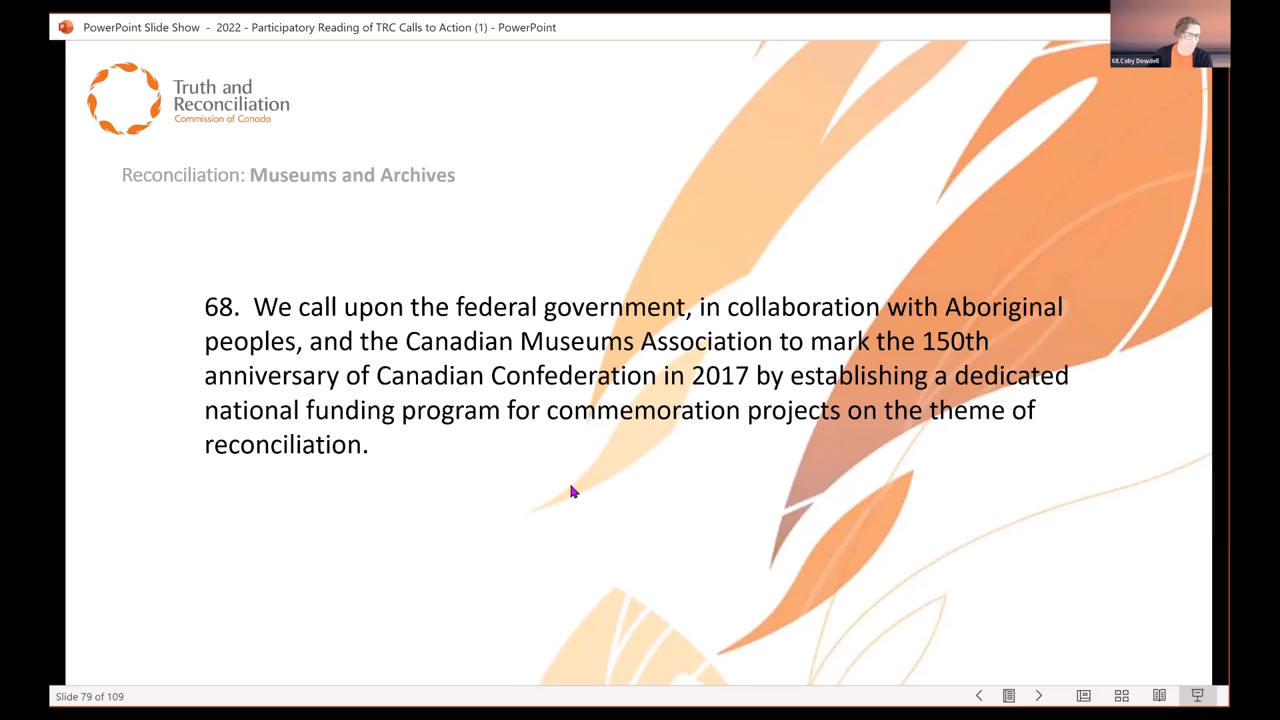 PowerPoint Slide Show - 2022 - Participatory Reading of TRC Calls to Action (1) - PowerPoint
68.Coby Dowdell
Truth and
Reconciliation
Commission of Canada
Reconciliation: Museums and Archives
68. We call upon the federal government, in collaboration with Aboriginal
peoples, and the Canadian Museums Association to mark the 150th
anniversary of Canadian Confederation in 2017 by establishing a dedicated
national funding program for commemoration projects on the theme of
reconciliation.
Slide 79 of 109